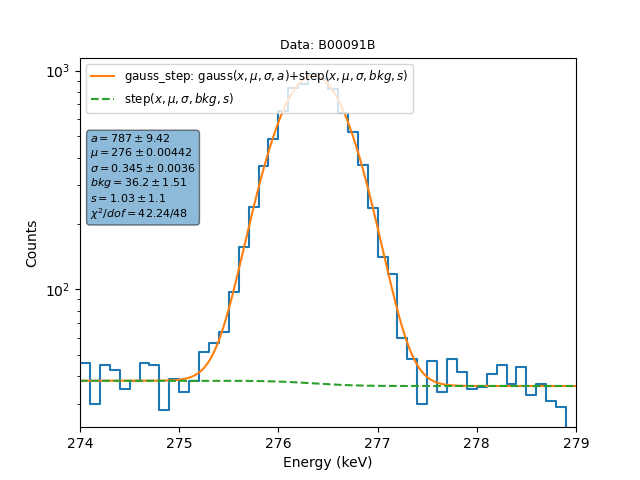 Data: B00091B
gauss_step: gauss(x, μ, σ, a)+step(x, μ, σ, bkg, s)
step(x, μ, σ, bkg, s)
a = 787 ± 9.42
μ = 276 ± 0.00442
σ = 0.345 ± 0.0036
bkg = 36.2 ± 1.51
s = 1.03 ± 1.1
χ²/dof = 42.24/48
10³
10²
Counts
274 275 276 277 278 279
Energy (keV)